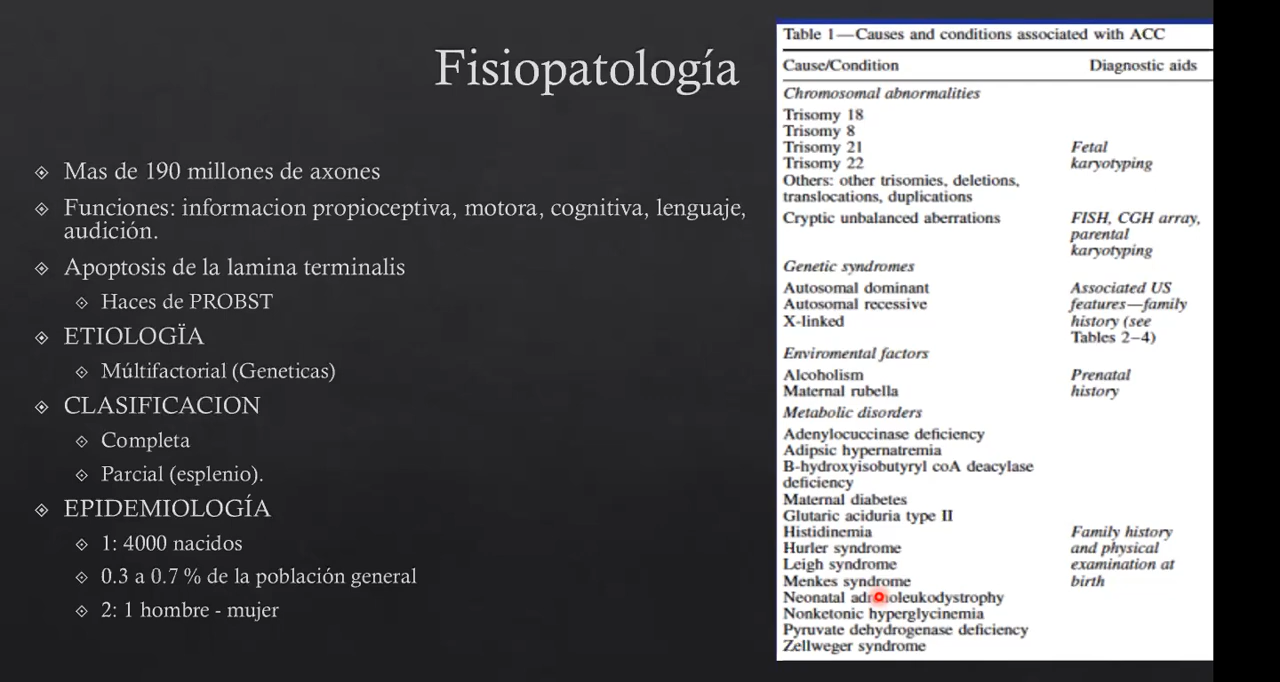 Fisiopatología
Mas de 190 millones de axones
Funciones: informacion propioceptiva, motora, cognitiva, lenguaje,
audición.
Apoptosis de la lamina terminalis
Haces de PROBST
ETIOLOGÏA
Múltifactorial (Geneticas)
CLASIFICACION
Completa
Parcial (esplenio).
EPIDEMIOLOGÍA
1: 4000 nacidos
0.3 a 0.7 % de la población general
2: 1 hombre - mujer
Table 1—Causes and conditions associated with ACC
Cause/Condition Diagnostic aids
Chromosomal abnormalities
Trisomy 18
Trisomy 8
Trisomy 21 Fetal
Trisomy 22 karyotyping
Others: other trisomies, deletions,
translocations, duplications
Cryptic unbalanced aberrations FISH, CGH array,
parental
karyotyping
Genetic syndromes
Autosomal dominant Associated US
Autosomal recessive features—family
X-linked history (see
Tables 2–4)
Enviromental factors
Alcoholism Prenatal
Maternal rubella history
Metabolic disorders
Adenylocuccinase deficiency
Adipsic hypernatremia
B-hydroxyisobutyryl coA deacylase
deficiency
Maternal diabetes
Glutaric aciduria type II
Histidinemia Family history
Hurler syndrome and physical
Leigh syndrome examination at
Menkes syndrome birth
Neonatal adrenoleukodystrophy
Nonketonic hyperglycinemia
Pyruvate dehydrogenase deficiency
Zellweger syndrome